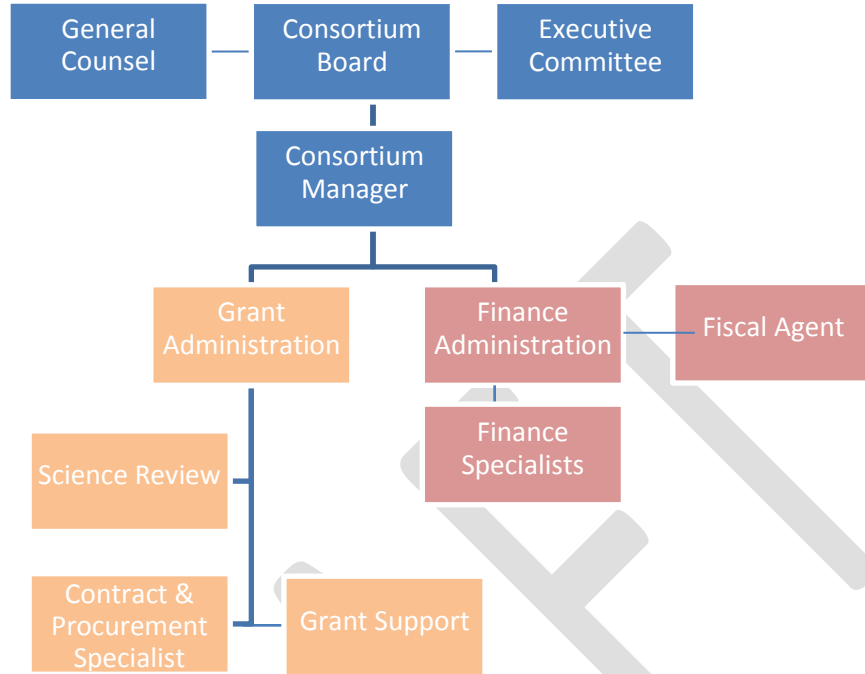 General
Counsel
Consortium
Board
Executive
Committee
Consortium
Manager
Grant
Administration
Finance
Administration
Fiscal Agent
Finance
Specialists
Science Review
Contract &
Procurement
Specialist
Grant Support